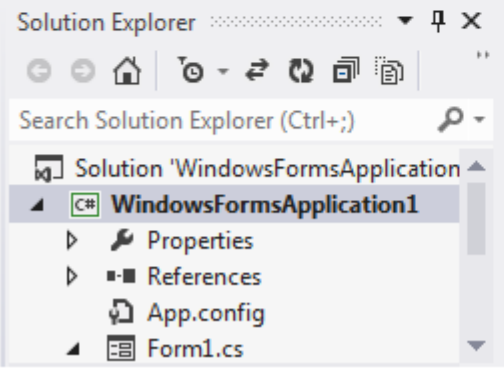 Solution Explorer
Search Solution Explorer (Ctrl+;)
Solution 'WindowsFormsApplication
C# WindowsFormsApplication1
Properties
References
App.config
Form1.cs